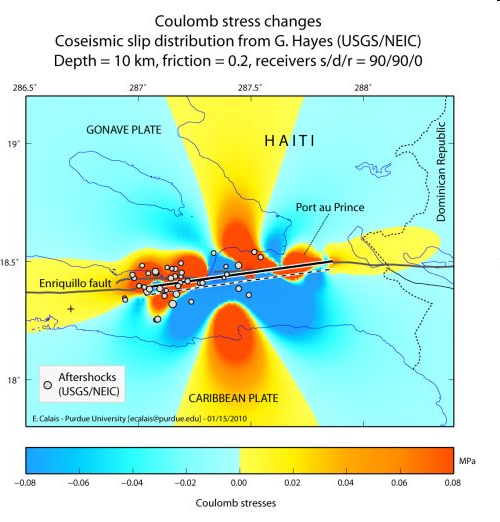 Coulomb stress changes
Coseismic slip distribution from G. Hayes (USGS/NEIC)
Depth = 10 km, friction = 0.2, receivers s/d/r = 90/90/0
286.5° 287° 287.5° 288°
GONAVE PLATE
HAITI
Dominican Republic
19°
Port au Prince
18.5°
Enriquillo fault
18°
Aftershocks
(USGS/NEIC)
CARIBBEAN PLATE
E. Calais - Purdue University [ecalais@purdue.edu] - 01/15/2010
MPa
−0.08 −0.06 −0.04 −0.02 0.00 0.02 0.04 0.06 0.08
Coulomb stresses